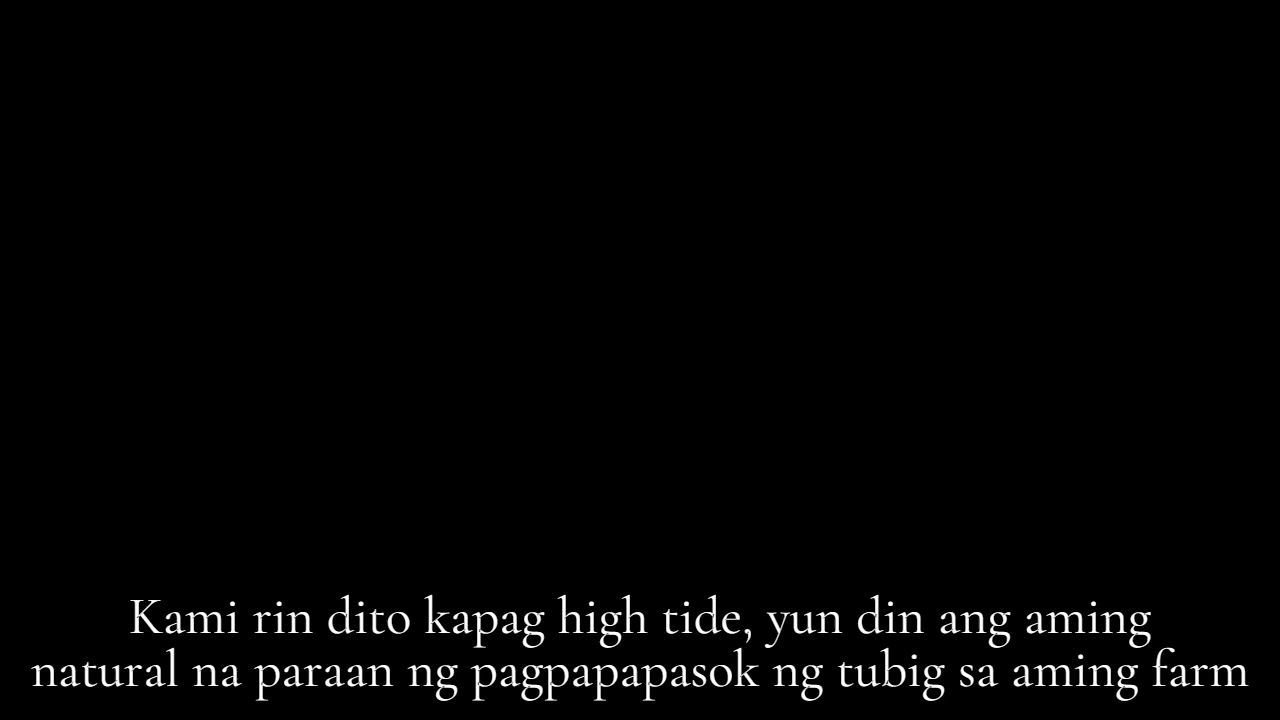 Kami rin dito kapag high tide, yun din ang aming
natural na paraan ng pagpapapasok ng tubig sa aming farm